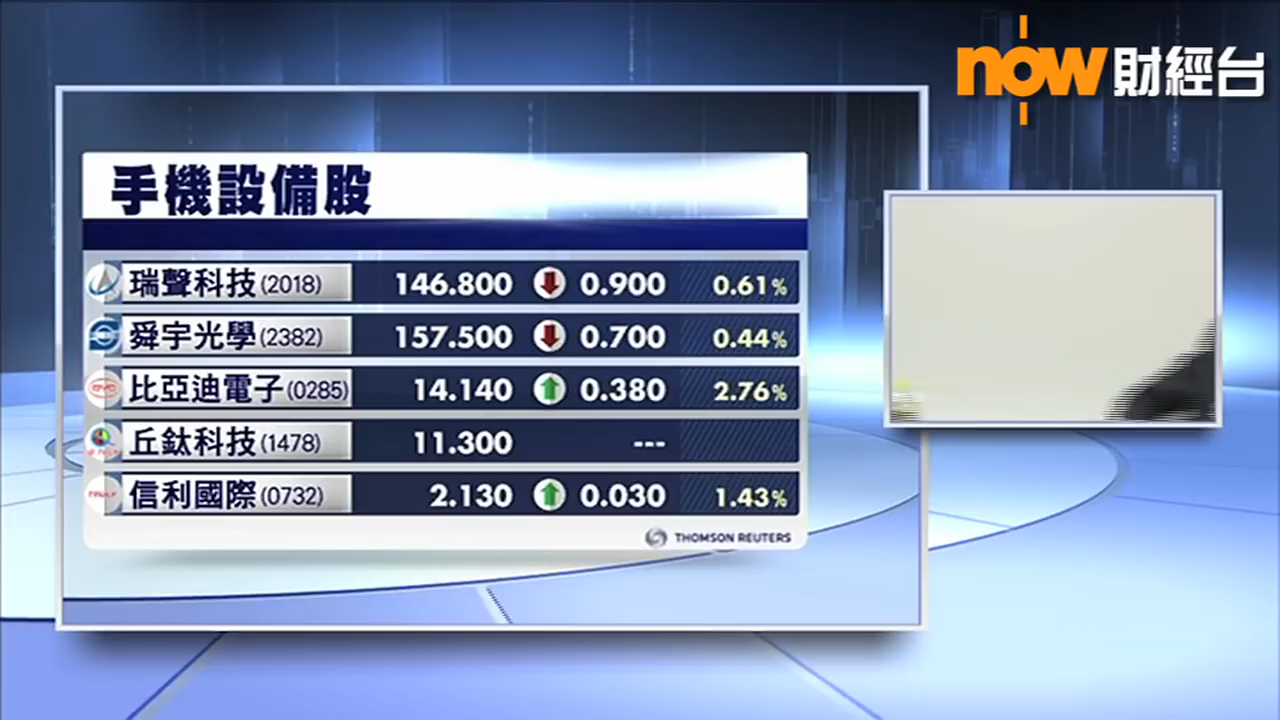 now 財經台
手機設備股
瑞聲科技(2018) 146.800 0.900 0.61%
舜宇光學(2382) 157.500 0.700 0.44%
比亞迪電子(0285) 14.140 0.380 2.76%
丘鈦科技(1478) 11.300 ---
信利國際(0732) 2.130 0.030 1.43%
THOMSON REUTERS